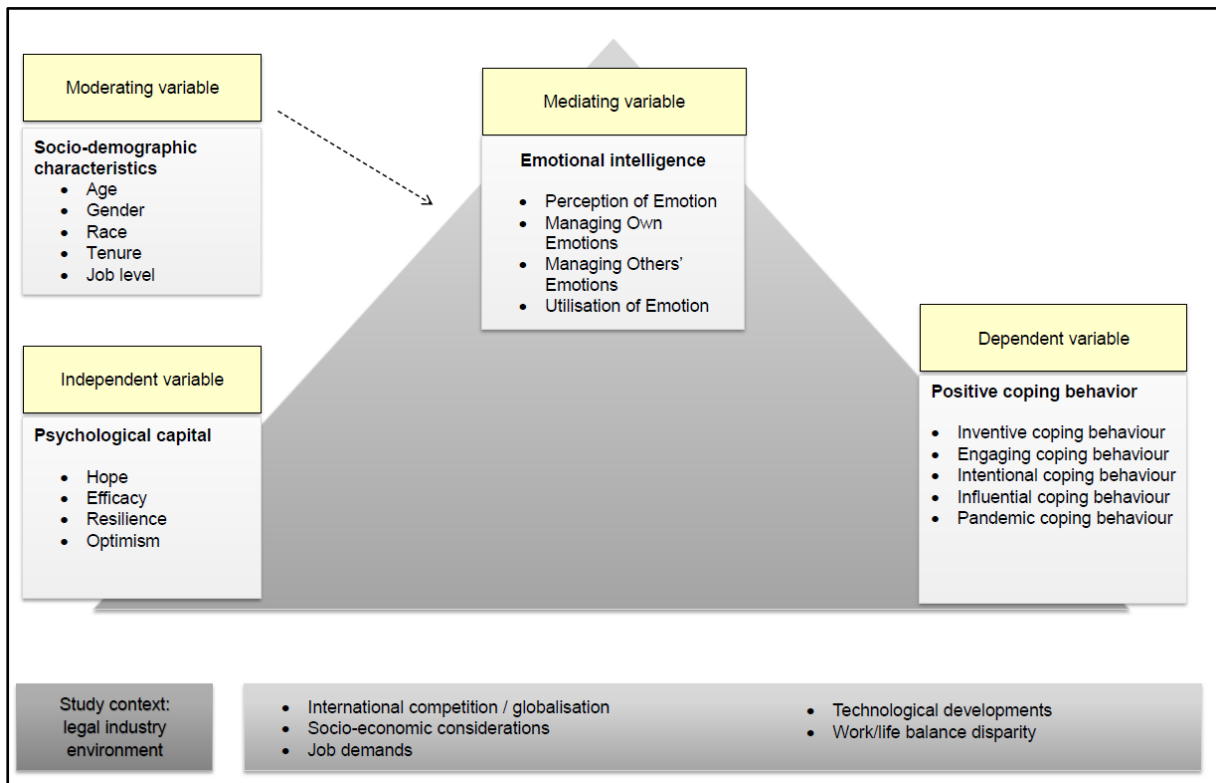 Moderating variable
Socio-demographic
characteristics
• Age
• Gender
• Race
• Tenure
• Job level
Mediating variable
Emotional intelligence
• Perception of Emotion
• Managing Own
Emotions
• Managing Others’
Emotions
• Utilisation of Emotion
Independent variable
Psychological capital
• Hope
• Efficacy
• Resilience
• Optimism
Dependent variable
Positive coping behavior
• Inventive coping behaviour
• Engaging coping behaviour
• Intentional coping behaviour
• Influential coping behaviour
• Pandemic coping behaviour
Study context:
legal industry
environment
• International competition / globalisation
• Socio-economic considerations
• Job demands
• Technological developments
• Work/life balance disparity